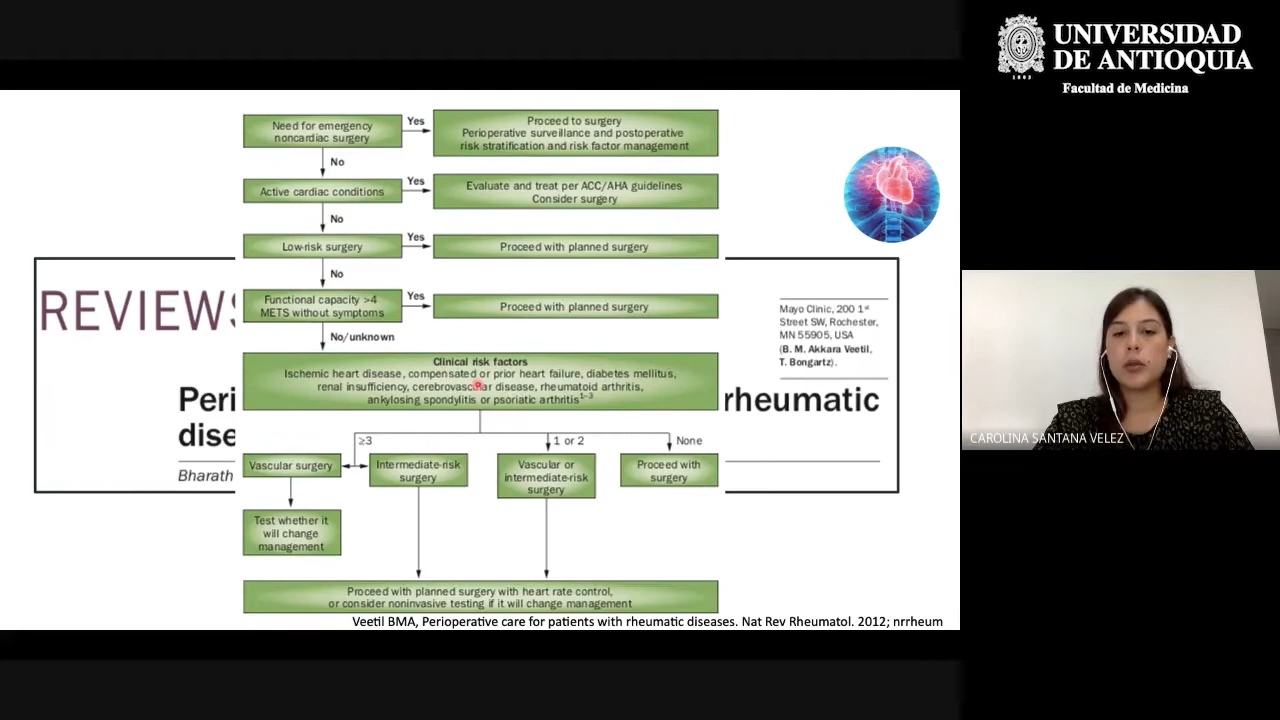 UNIVERSIDAD
DE ANTIOQUIA
1803
Facultad de Medicina
Need for emergency
noncardiac surgery
Yes
Proceed to surgery
Perioperative surveillance and postoperative
risk stratification and risk factor management
No
Active cardiac conditions
Yes
Evaluate and treat per ACC/AHA guidelines
Consider surgery
No
Low-risk surgery
Yes
Proceed with planned surgery
No
Functional capacity >4
METS without symptoms
Yes
Proceed with planned surgery
No/unknown
Clinical risk factors
Ischemic heart disease, compensated or prior heart failure, diabetes mellitus,
renal insufficiency, cerebrovascular disease, rheumatoid arthritis,
ankylosing spondylitis or psoriatic arthritis1–3
≥3
1 or 2
None
Vascular surgery
Intermediate-risk
surgery
Vascular or
intermediate-risk
surgery
Proceed with
surgery
Test whether it
will change
management
Proceed with planned surgery with heart rate control,
or consider noninvasive testing if it will change management
REVIEWS
Mayo Clinic, 200 1st
Street SW, Rochester,
MN 55905, USA
(B. M. Akkara Veetil,
T. Bongartz).
Peri
rheumatic
dise
Bharath
Veetil BMA, Perioperative care for patients with rheumatic diseases. Nat Rev Rheumatol. 2012; nrrheum
CAROLINA SANTANA VELEZ